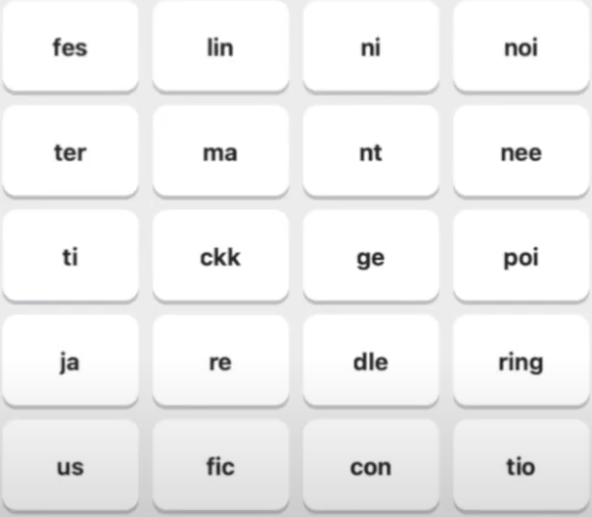 fes lin ni noi
ter ma nt nee
ti ckk ge poi
ja re dle ring
us fic con tio